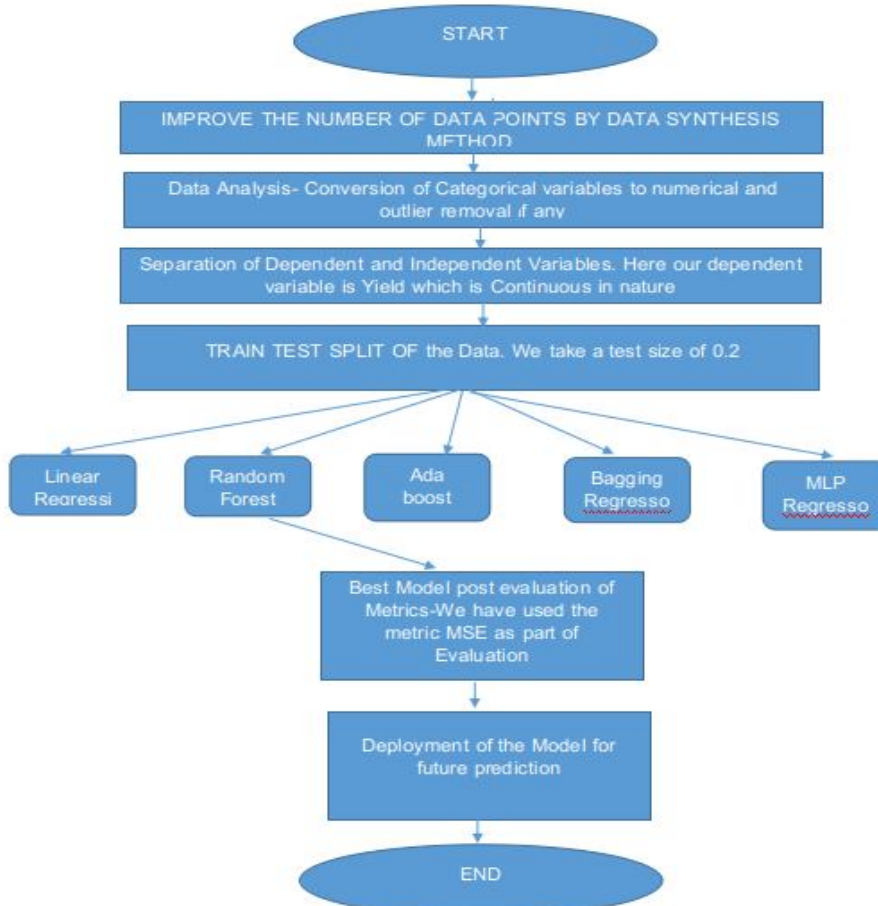 START
IMPROVE THE NUMBER OF DATA POINTS BY DATA SYNTHESIS
METHOD
Data Analysis- Conversion of Categorical variables to numerical and
outlier removal if any
Separation of Dependent and Independent Variables. Here our dependent
variable is Yield which is Continuous in nature
TRAIN TEST SPLIT OF the Data. We take a test size of 0.2
Linear
Regressi
Random
Forest
Ada
boost
Bagging
Regresso
MLP
Regresso
Best Model post evaluation of
Metrics-We have used the
metric MSE as part of
Evaluation
Deployment of the Model for
future prediction
END